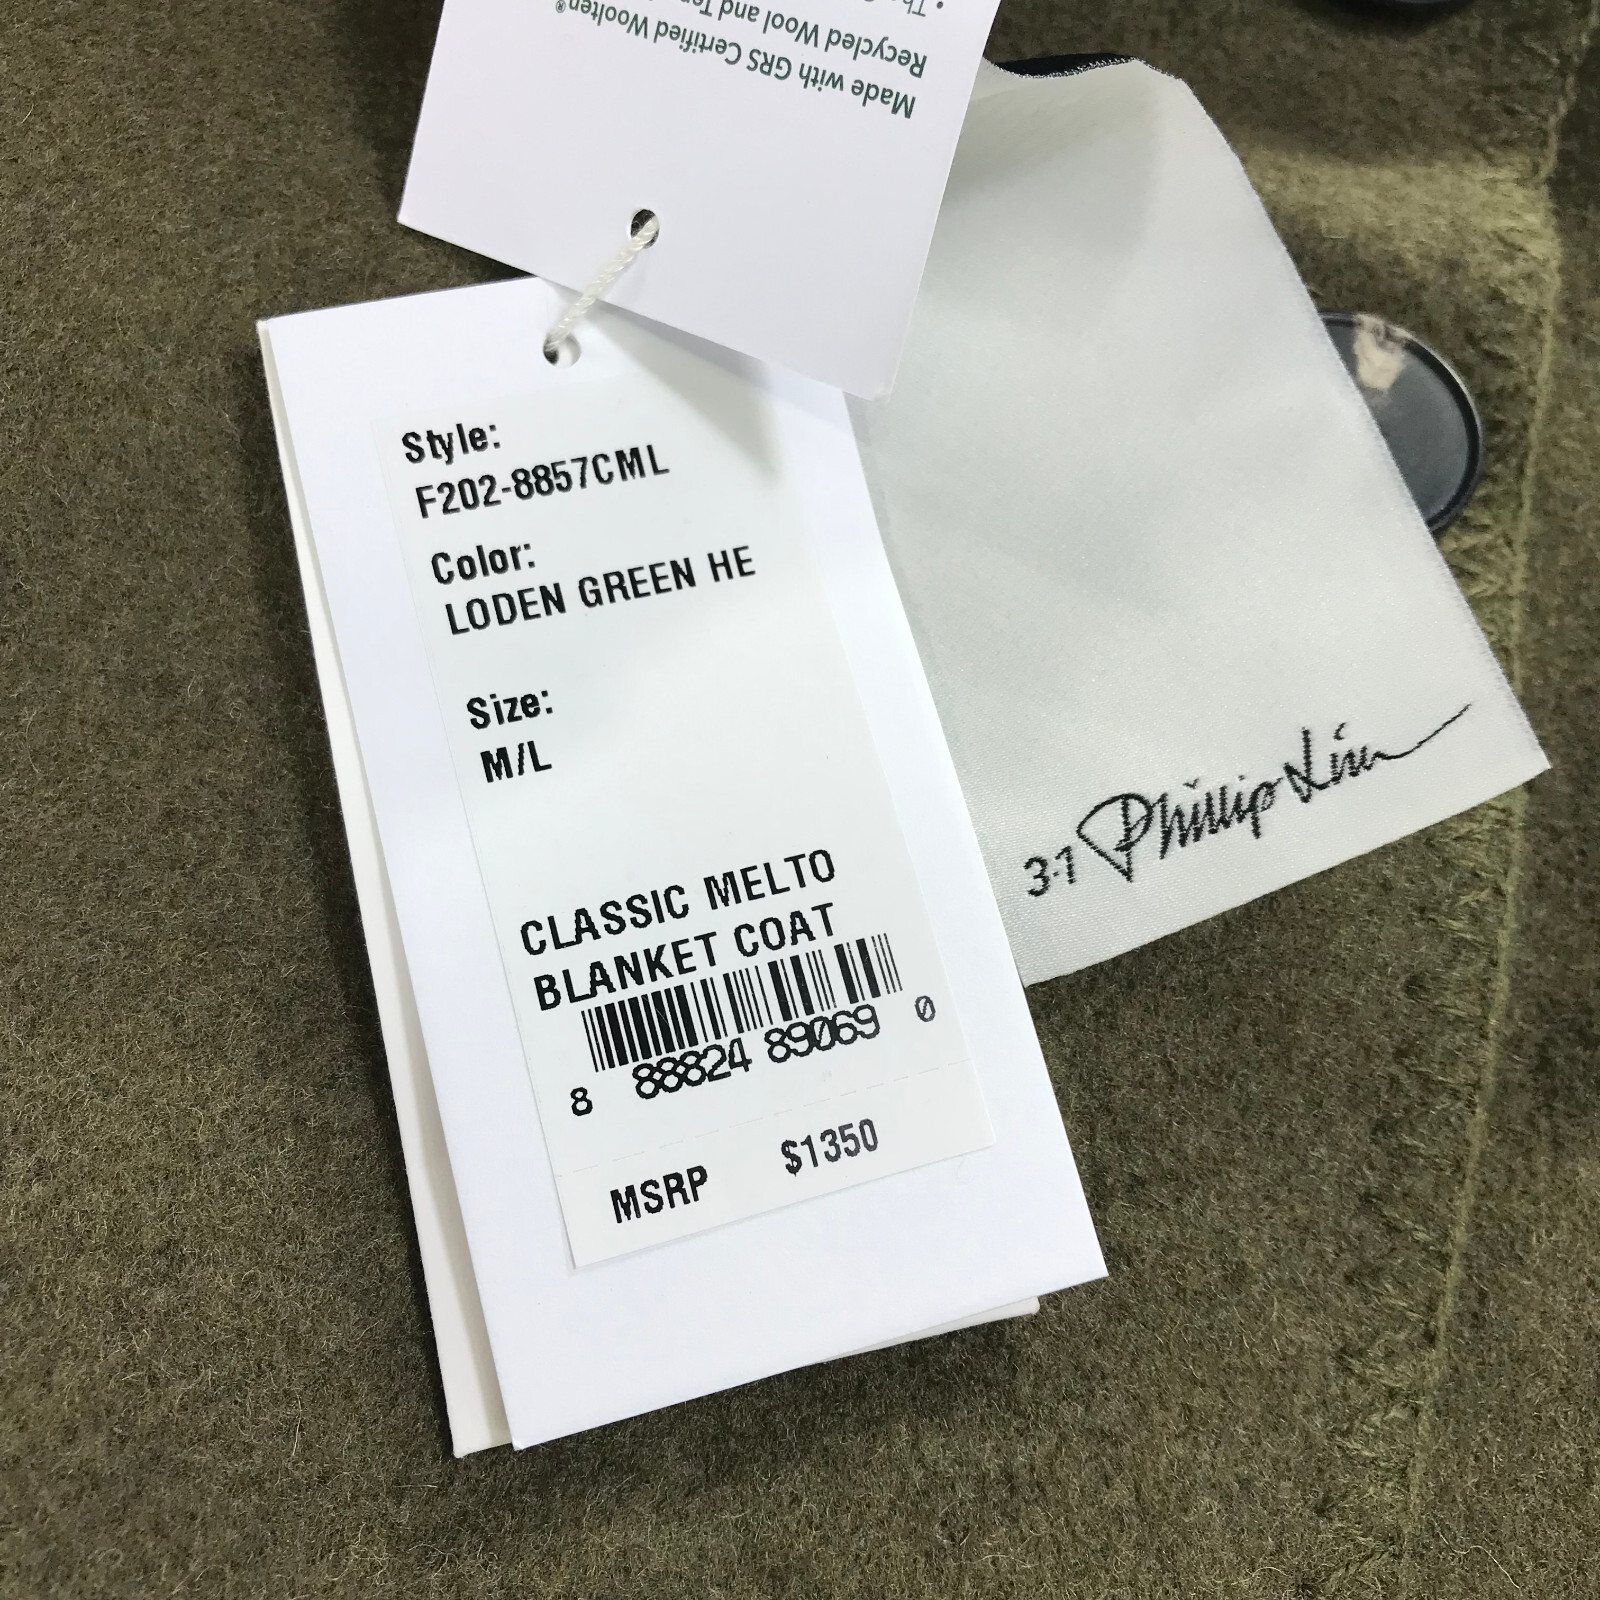 Made with GRS Certified Woolten®
Recycled Wool and
Style:
F202-8857CML
Color:
LODEN GREEN HE
Size:
M/L
CLASSIC MELTO
BLANKET COAT
8 88824 89069 0
MSRP $1350
3.1 Phillip Lim